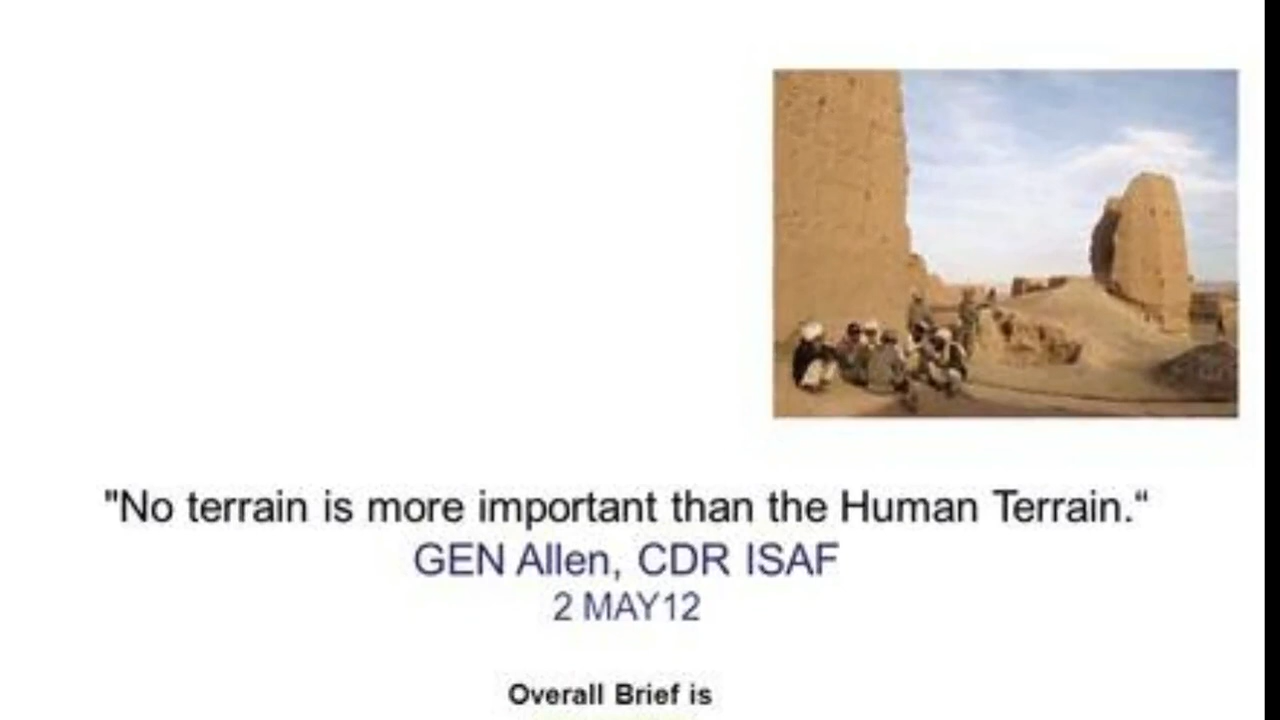 "No terrain is more important than the Human Terrain.“
GEN Allen, CDR ISAF
2 MAY12
Overall Brief is